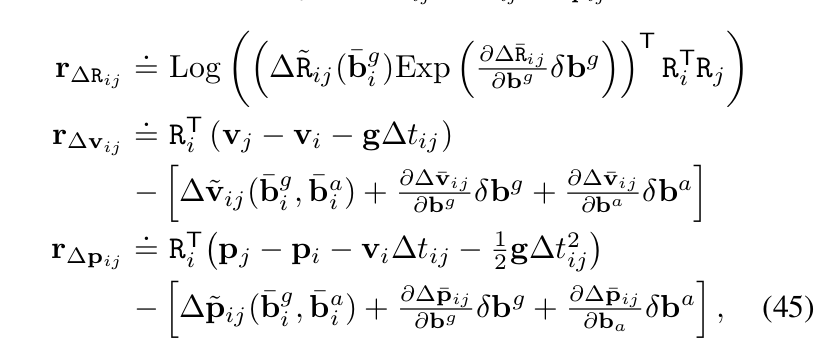 r_{ΔR_{ij}} ≐ Log ( ( ΔR̃_{ij}(b̄_i^g) Exp ( ∂ΔR̄_{ij}/∂b^g δb^g ) )^T R_i^T R_j )
r_{Δv_{ij}} ≐ R_i^T (v_j − v_i − gΔt_{ij})
− [ Δṽ_{ij}(b̄_i^g, b̄_i^a) + ∂Δv̄_{ij}/∂b^g δb^g + ∂Δv̄_{ij}/∂b^a δb^a ]
r_{Δp_{ij}} ≐ R_i^T (p_j − p_i − v_iΔt_{ij} − 1/2 gΔt_{ij}^2)
− [ Δp̃_{ij}(b̄_i^g, b̄_i^a) + ∂Δp̄_{ij}/∂b^g δb^g + ∂Δp̄_{ij}/∂b_a δb^a ] , (45)